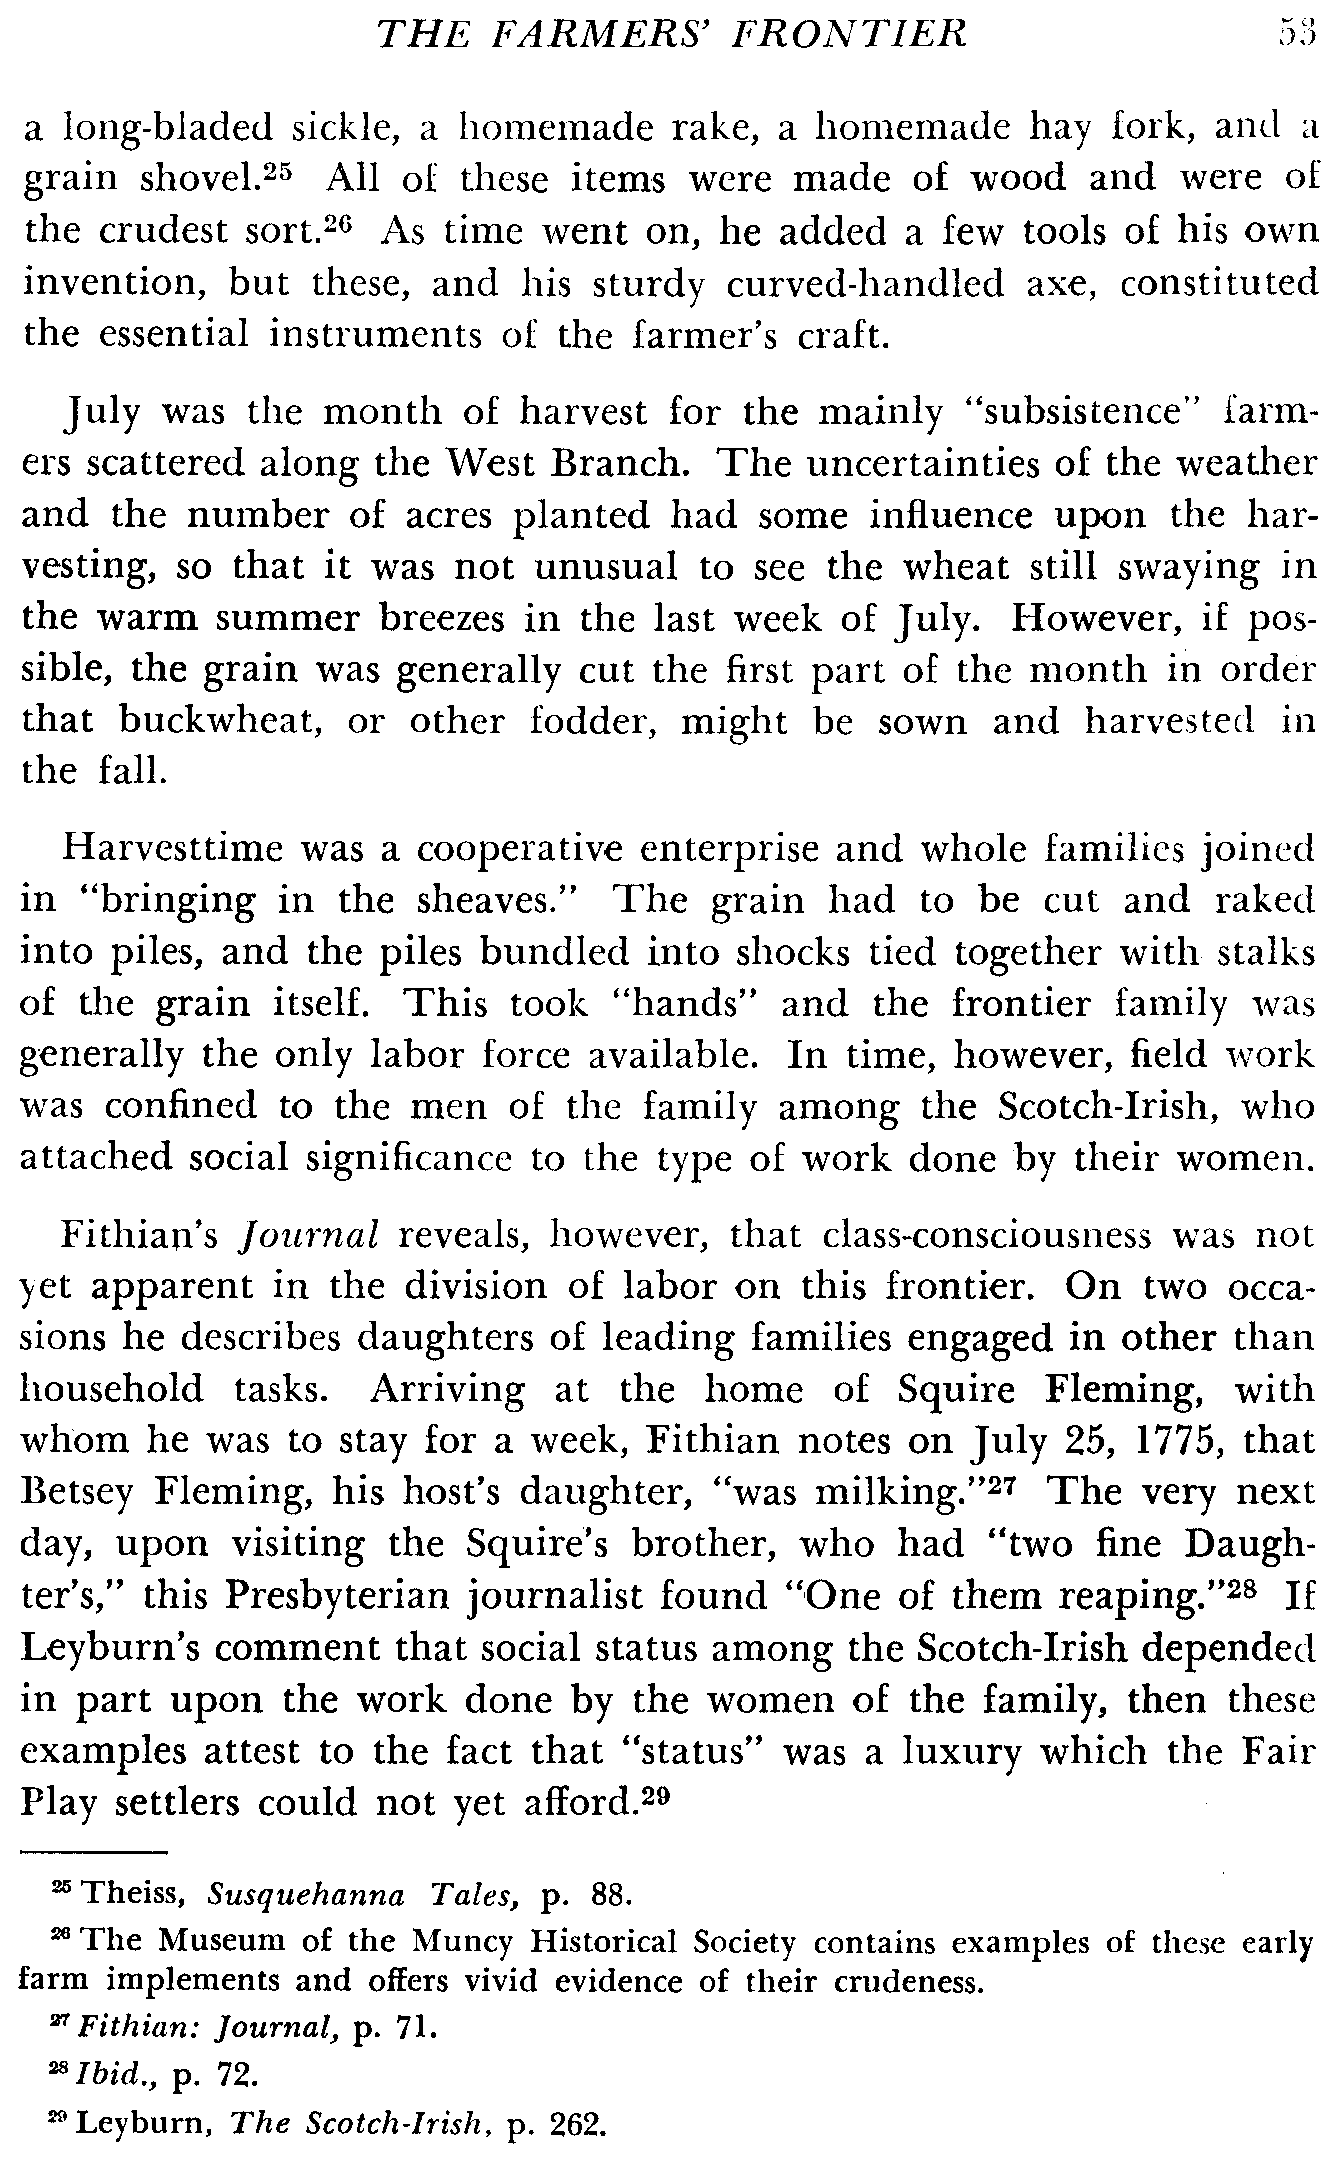 THE FARMERS' FRONTIER 53
a long-bladed sickle, a homemade rake, a homemade hay fork, and a
grain shovel.²⁵ All of these items were made of wood and were of
the crudest sort.²⁶ As time went on, he added a few tools of his own
invention, but these, and his sturdy curved-handled axe, constituted
the essential instruments of the farmer's craft.
July was the month of harvest for the mainly “subsistence” farm-
ers scattered along the West Branch. The uncertainties of the weather
and the number of acres planted had some influence upon the har-
vesting, so that it was not unusual to see the wheat still swaying in
the warm summer breezes in the last week of July. However, if pos-
sible, the grain was generally cut the first part of the month in order
that buckwheat, or other fodder, might be sown and harvested in
the fall.
Harvesttime was a cooperative enterprise and whole families joined
in “bringing in the sheaves.” The grain had to be cut and raked
into piles, and the piles bundled into shocks tied together with stalks
of the grain itself. This took “hands” and the frontier family was
generally the only labor force available. In time, however, field work
was confined to the men of the family among the Scotch-Irish, who
attached social significance to the type of work done by their women.
Fithian's Journal reveals, however, that class-consciousness was not
yet apparent in the division of labor on this frontier. On two occa-
sions he describes daughters of leading families engaged in other than
household tasks. Arriving at the home of Squire Fleming, with
whom he was to stay for a week, Fithian notes on July 25, 1775, that
Betsey Fleming, his host's daughter, “was milking.”²⁷ The very next
day, upon visiting the Squire's brother, who had “two fine Daugh-
ter's,” this Presbyterian journalist found “One of them reaping.”²⁸ If
Leyburn's comment that social status among the Scotch-Irish depended
in part upon the work done by the women of the family, then these
examples attest to the fact that “status” was a luxury which the Fair
Play settlers could not yet afford.²⁹
²⁵ Theiss, Susquehanna Tales, p. 88.
²⁶ The Museum of the Muncy Historical Society contains examples of these early
farm implements and offers vivid evidence of their crudeness.
²⁷ Fithian: Journal, p. 71.
²⁸ Ibid., p. 72.
²⁹ Leyburn, The Scotch-Irish, p. 262.